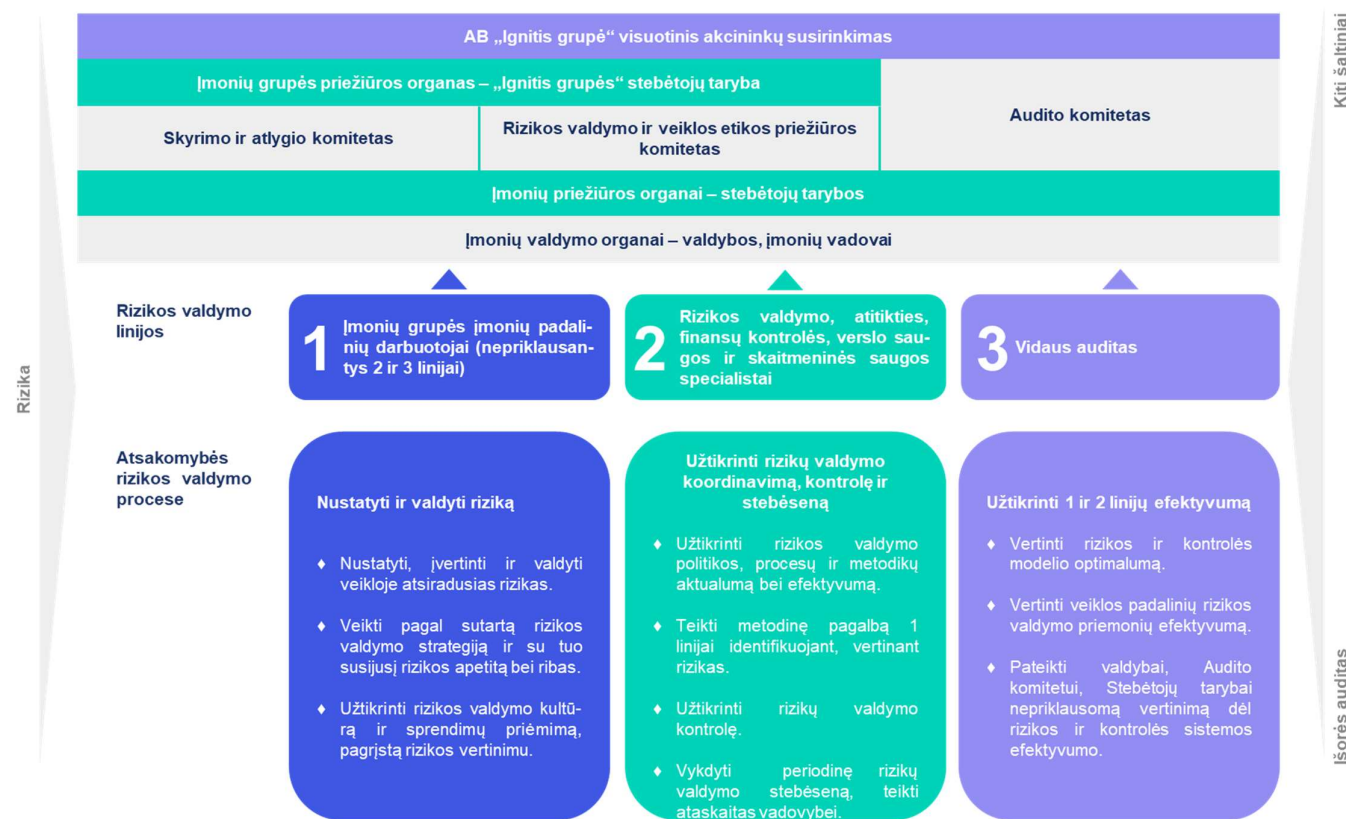 AB „Ignitis grupė“ visuotinis akcininkų susirinkimas
Įmonių grupės priežiūros organas – „Ignitis grupės“ stebėtojų taryba
Audito komitetas
Skyrimo ir atlygio komitetas
Rizikos valdymo ir veiklos etikos priežiūros
komitetas
Įmonių priežiūros organai – stebėtojų tarybos
Įmonių valdymo organai – valdybos, įmonių vadovai
Rizika
Kiti šaltiniai
Išorės auditas
Rizikos valdymo
linijos
1
Įmonių grupės įmonių padali-
nių darbuotojai (nepriklausan-
tys 2 ir 3 linijai)
2
Rizikos valdymo, atitikties,
finansų kontrolės, verslo sau-
gos ir skaitmeninės saugos
specialistai
3
Vidaus auditas
Atsakomybės
rizikos valdymo
procese
Nustatyti ir valdyti riziką
♦ Nustatyti, įvertinti ir valdyti
veikloje atsiradusias rizikas.
♦ Veikti pagal sutartą rizikos
valdymo strategiją ir su tuo
susijusį rizikos apetitą bei ribas.
♦ Užtikrinti rizikos valdymo kultū-
rą ir sprendimų priėmimą,
pagrįstą rizikos vertinimu.
Užtikrinti rizikų valdymo
koordinavimą, kontrolę ir
stebėseną
♦ Užtikrinti rizikos valdymo
politikos, procesų ir metodikų
aktualumą bei efektyvumą.
♦ Teikti metodinę pagalbą 1
linijai identifikuojant, vertinant
rizikas.
♦ Užtikrinti rizikų valdymo
kontrolę.
♦ Vykdyti periodinę rizikų
valdymo stebėseną, teikti
ataskaitas vadovybei.
Užtikrinti 1 ir 2 linijų efektyvumą
♦ Vertinti rizikos ir kontrolės
modelio optimalumą.
♦ Vertinti veiklos padalinių rizikos
valdymo priemonių efektyvumą.
♦ Pateikti valdybai, Audito
komitetui, Stebėtojų tarybai
nepriklausomą vertinimą dėl
rizikos ir kontrolės sistemos
efektyvumo.